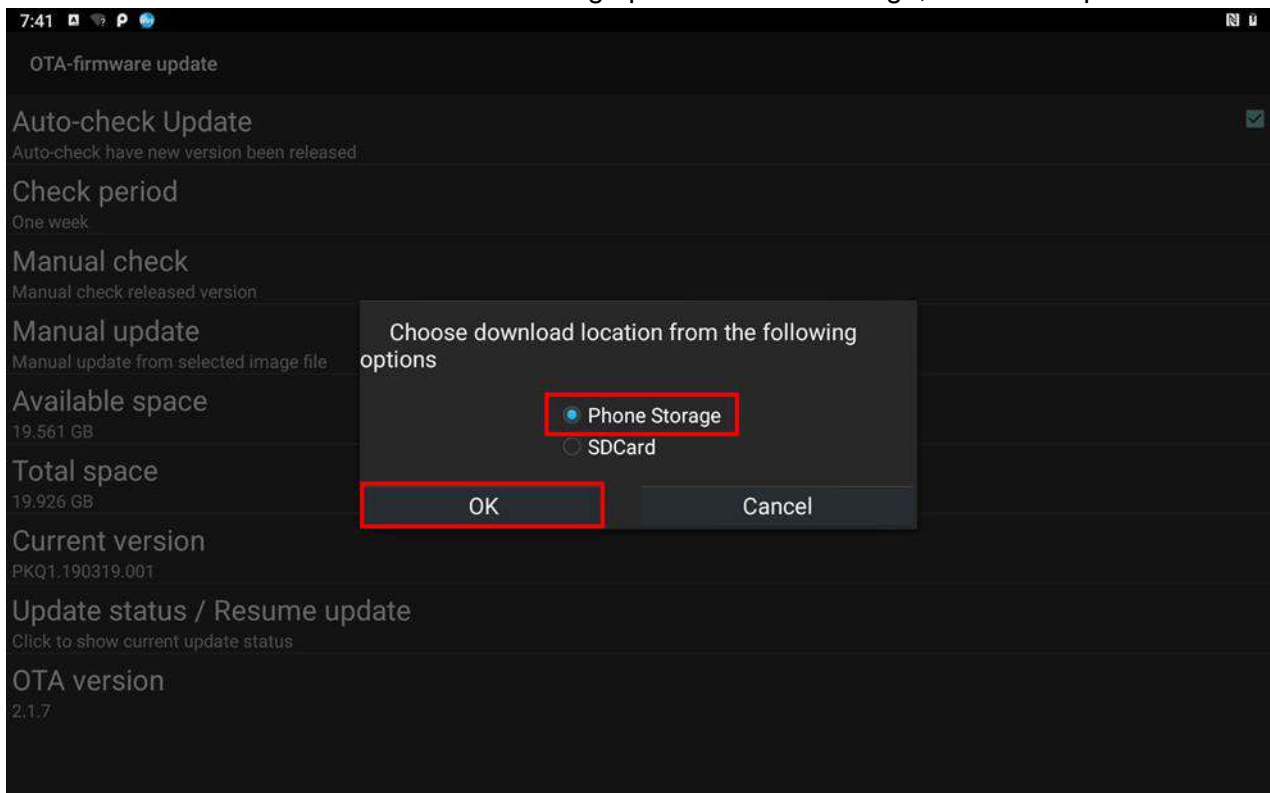 7:41
OTA-firmware update
Auto-check Update
Auto-check have new version been released
Check period
One week
Manual check
Manual check released version
Manual update
Manual update from selected image file
Available space
19.561 GB
Total space
19.926 GB
Current version
PKQ1.190319.001
Update status / Resume update
Click to show current update status
OTA version
2.1.7
Choose download location from the following
options
Phone Storage
SDCard
OK Cancel